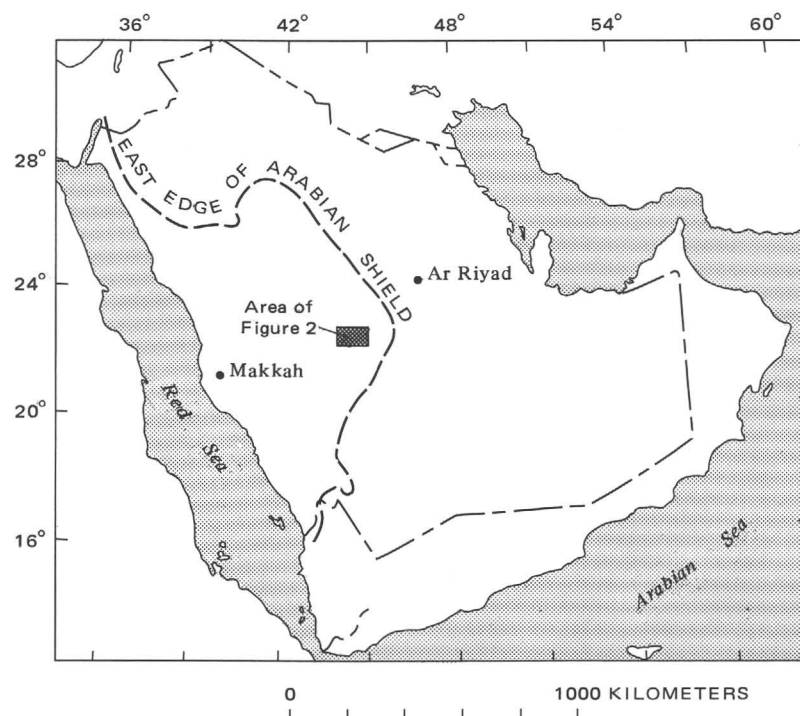 36° 42° 48° 54° 60°
28°
24°
20°
16°
EAST EDGE OF ARABIAN SHIELD
Ar Riyad
Area of
Figure 2
Makkah
Red Sea
Arabian Sea
0 1000 KILOMETERS